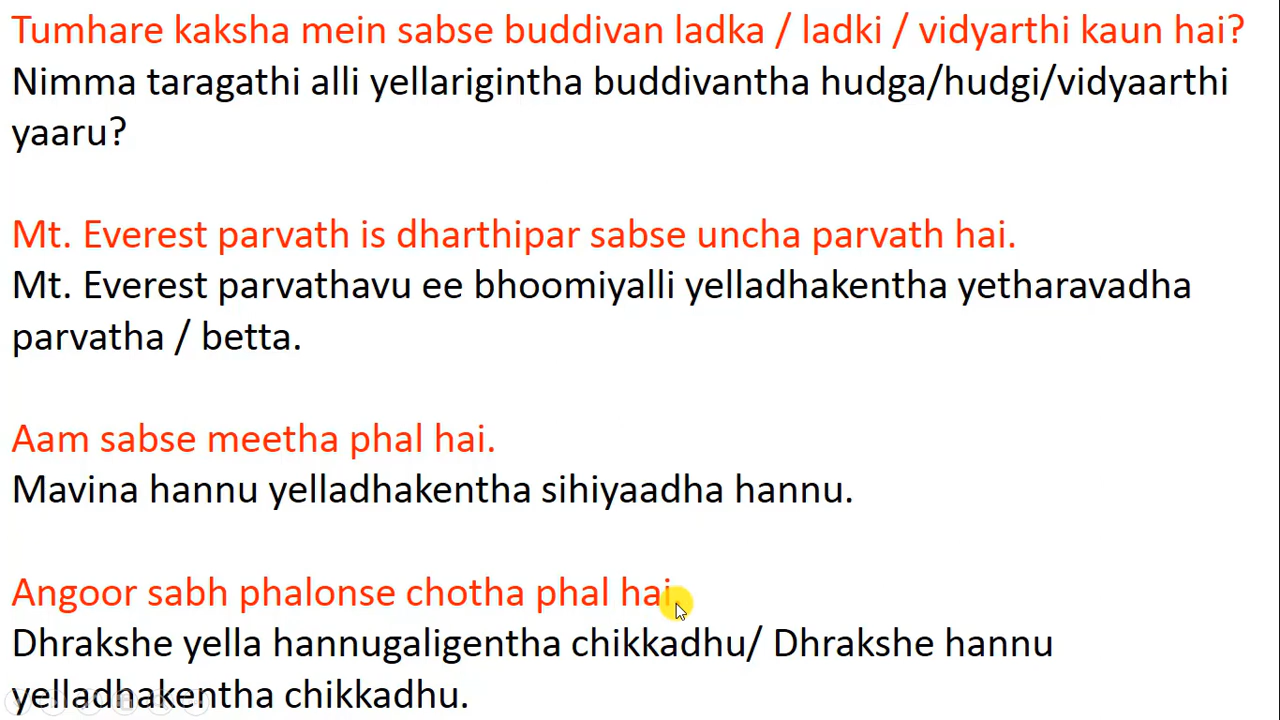 Tumhare kaksha mein sabse buddivan ladka / ladki / vidyarthi kaun hai?
Nimma taragathi alli yellarigintha buddivantha hudga/hudgi/vidyaarthi
yaaru?
Mt. Everest parvath is dharthipar sabse uncha parvath hai.
Mt. Everest parvathavu ee bhoomiyalli yelladhakentha yetharavadha
parvatha / betta.
Aam sabse meetha phal hai.
Mavina hannu yelladhakentha sihiyaadha hannu.
Angoor sabh phalonse chotha phal hai.
Dhrakshe yella hannugaligentha chikkadhu/ Dhrakshe hannu
yelladhakentha chikkadhu.